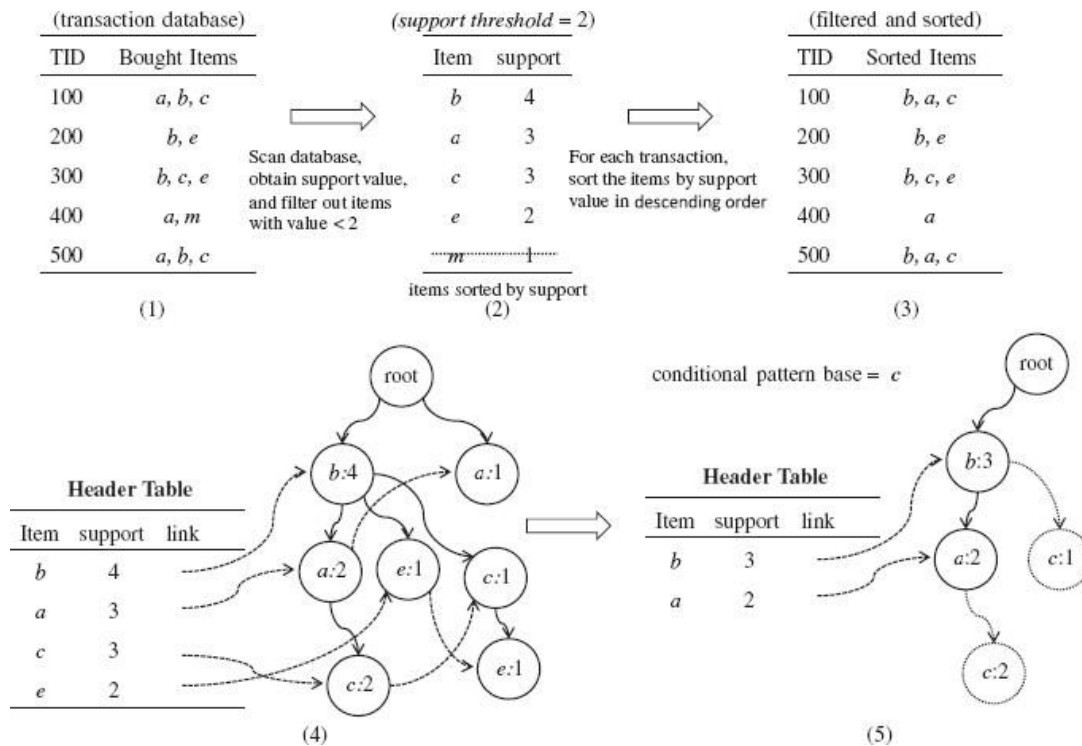 (transaction database)
TID Bought Items
100 a, b, c
200 b, e
300 b, c, e
400 a, m
500 a, b, c
(1)
Scan database,
obtain support value,
and filter out items
with value < 2
(support threshold = 2)
Item support
b 4
a 3
c 3
e 2
m 1
items sorted by support
(2)
For each transaction,
sort the items by support
value in descending order
(filtered and sorted)
TID Sorted Items
100 b, a, c
200 b, e
300 b, c, e
400 a
500 b, a, c
(3)
Header Table
Item support link
b 4
a 3
c 3
e 2
root
b:4
a:1
a:2
e:1
c:1
c:2
e:1
(4)
conditional pattern base = c
Header Table
Item support link
b 3
a 2
root
b:3
a:2
c:1
c:2
(5)